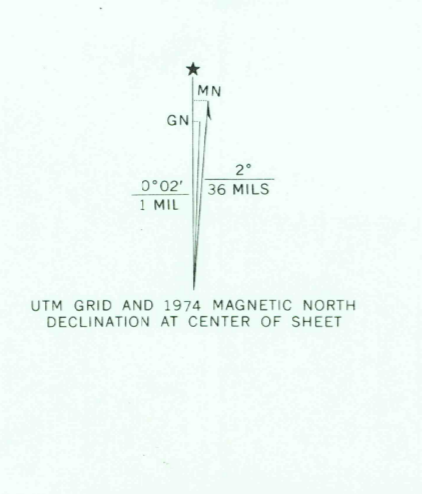 MN
GN
2°
36 MILS
0°02'
1 MIL
UTM GRID AND 1974 MAGNETIC NORTH
DECLINATION AT CENTER OF SHEET